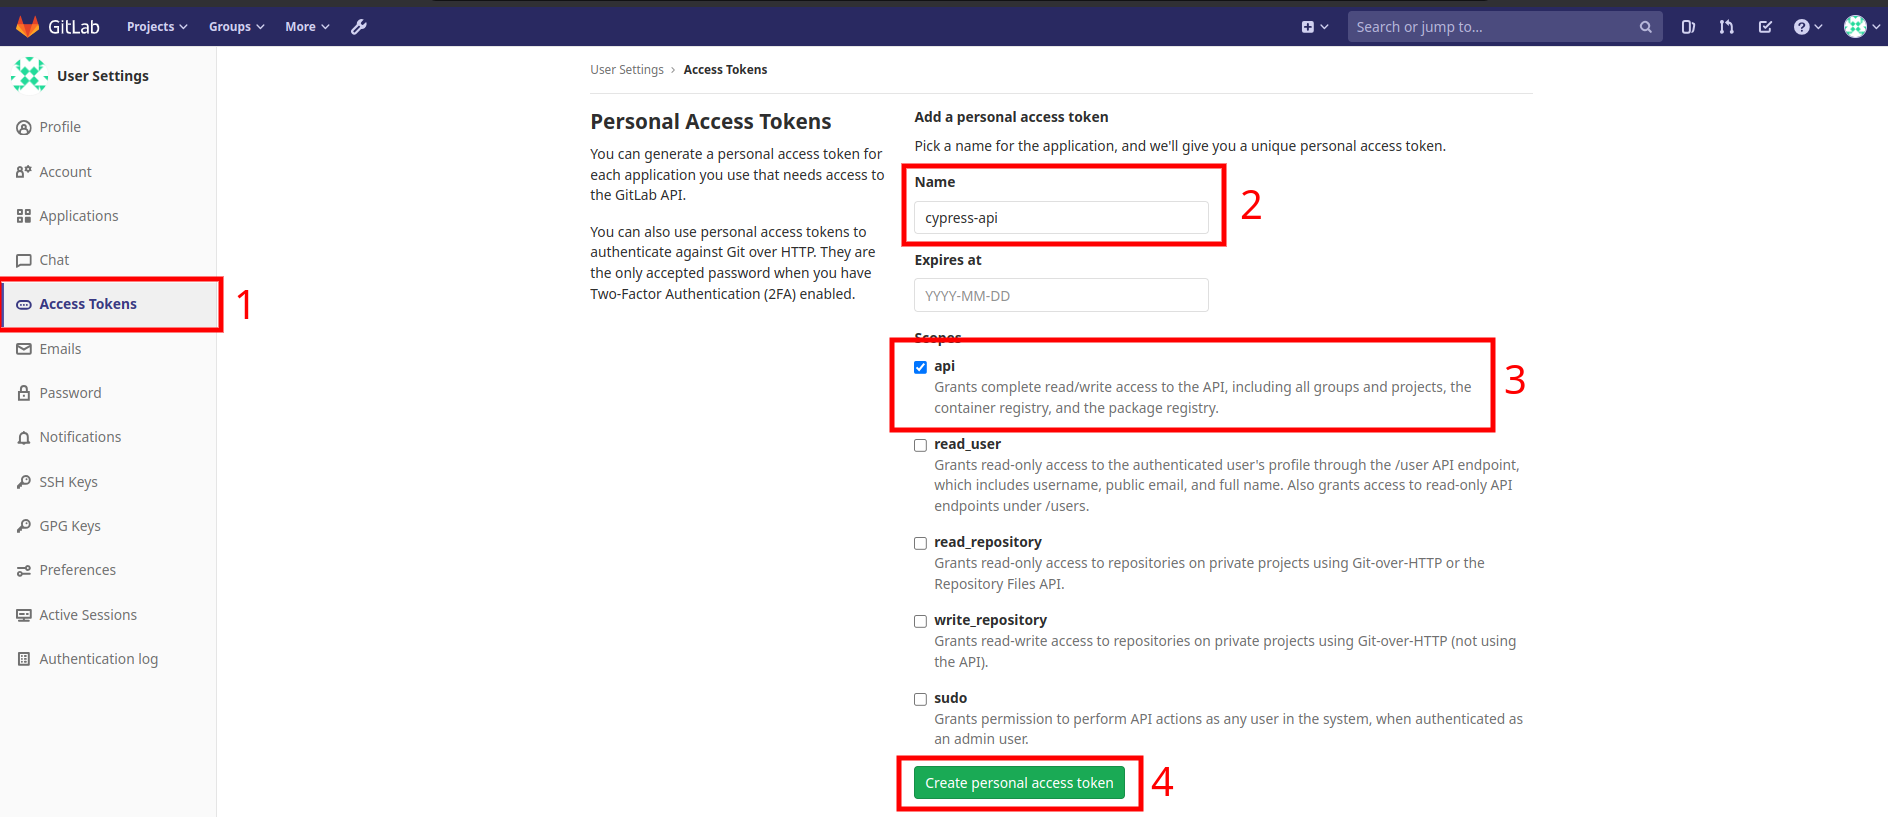 GitLab Projects Groups More Search or jump to...
User Settings
Profile
Account
Applications
Chat
Access Tokens
1
Emails
Password
Notifications
SSH Keys
GPG Keys
Preferences
Active Sessions
Authentication log
User Settings › Access Tokens
Personal Access Tokens
You can generate a personal access token for
each application you use that needs access to
the GitLab API.
You can also use personal access tokens to
authenticate against Git over HTTP. They are
the only accepted password when you have
Two-Factor Authentication (2FA) enabled.
Add a personal access token
Pick a name for the application, and we'll give you a unique personal access token.
Name
cypress-api
2
Expires at
YYYY-MM-DD
Scopes
api
Grants complete read/write access to the API, including all groups and projects, the
container registry, and the package registry.
3
read_user
Grants read-only access to the authenticated user's profile through the /user API endpoint,
which includes username, public email, and full name. Also grants access to read-only API
endpoints under /users.
read_repository
Grants read-only access to repositories on private projects using Git-over-HTTP or the
Repository Files API.
write_repository
Grants read-write access to repositories on private projects using Git-over-HTTP (not using
the API).
sudo
Grants permission to perform API actions as any user in the system, when authenticated as
an admin user.
Create personal access token
4